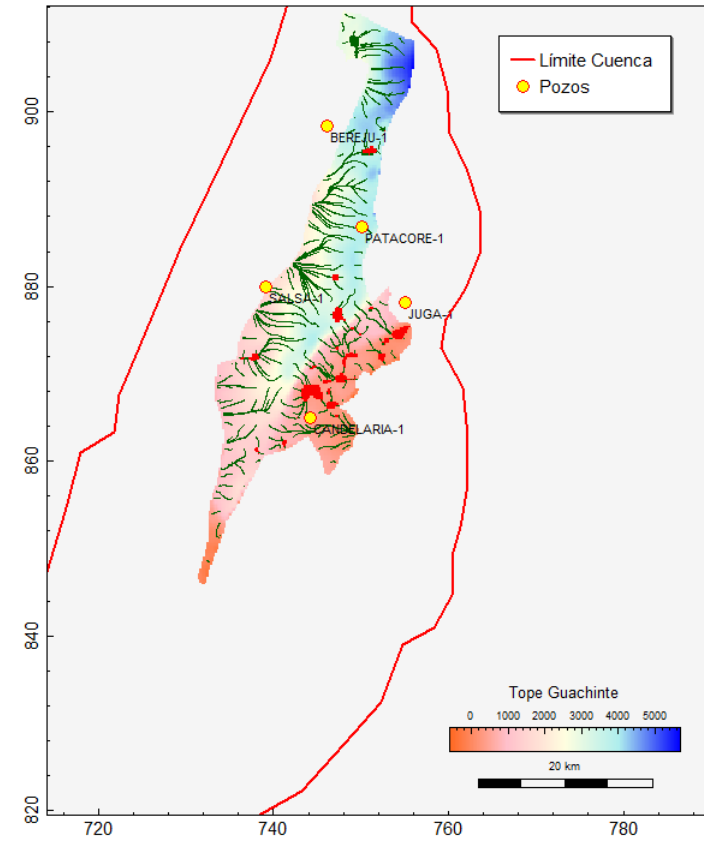 Límite Cuenca
Pozos
900
BEREJU-1
PATACORE-1
880
SALSA-1
JUGA-1
CANDELARIA-1
860
840
Tope Guachinte
0 1000 2000 3000 4000 5000
20 km
820
720 740 760 780